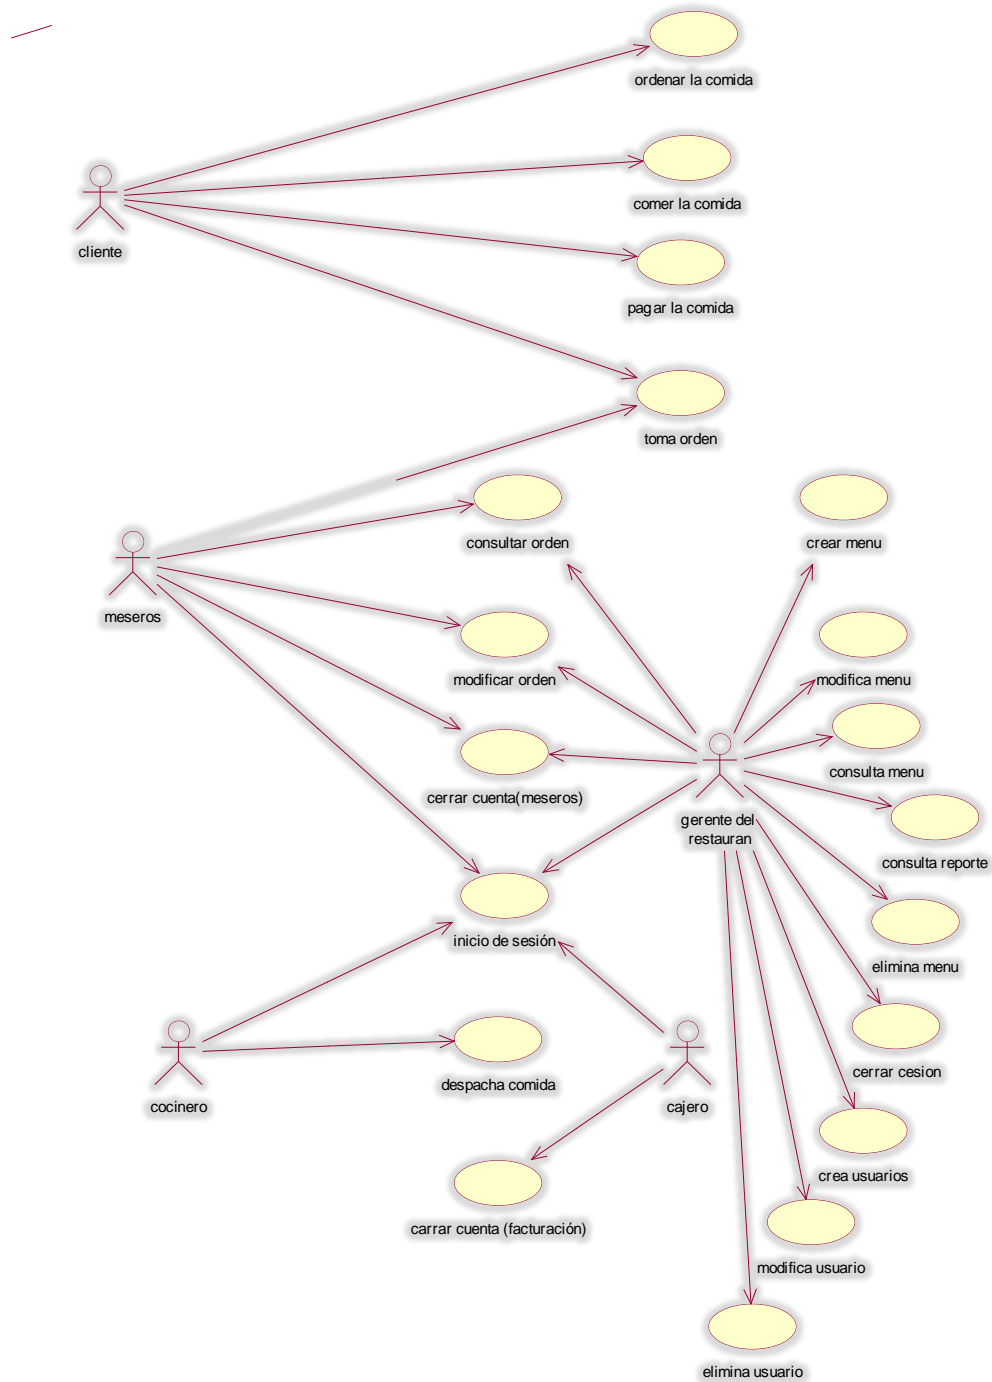 ordenar la comida
comer la comida
cliente
pagar la comida
toma orden
consultar orden
crear menu
meseros
modificar orden
modifica menu
consulta menu
cerrar cuenta(meseros)
gerente del
restauran
consulta reporte
inicio de sesión
elimina menu
cerrar cesion
despacha comida
cocinero
cajero
crea usuarios
carrar cuenta (facturación)
modifica usuario
elimina usuario